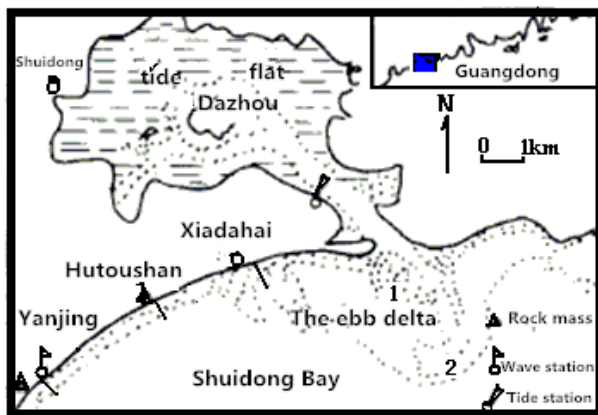 Shuidong
tide flat
Dazhou
Guangdong
N
0 1km
Xiadahai
Hutoushan
Yanjing
1
The ebb delta
2
Shuidong Bay
Rock mass
Wave station
Tide station